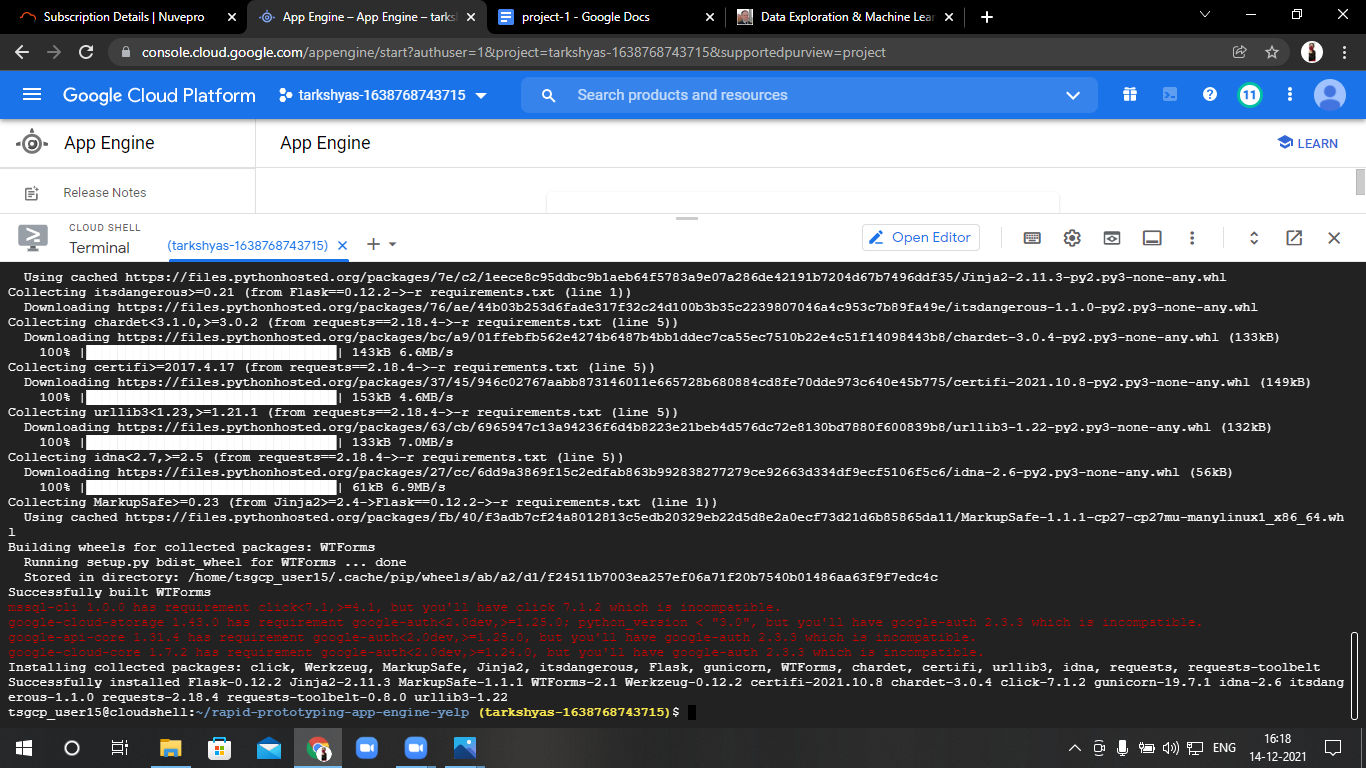 Subscription Details | Nuvepro
App Engine – App Engine – tarksh
project-1 - Google Docs
Data Exploration & Machine Lear
console.cloud.google.com/appengine/start?authuser=1&project=tarkshyas-1638768743715&supportedpurview=project
Google Cloud Platform
tarkshyas-1638768743715
Search products and resources
11
App Engine
App Engine
LEARN
Release Notes
CLOUD SHELL
Terminal
(tarkshyas-1638768743715)
Open Editor
Using cached https://files.pythonhosted.org/packages/7e/c2/1eece8c95ddbc9b1aeb64f5783a9e07a286de42191b7204d67b7496ddf35/Jinja2-2.11.3-py2.py3-none-any.whl
Collecting itsdangerous>=0.21 (from Flask==0.12.2->-r requirements.txt (line 1))
Downloading https://files.pythonhosted.org/packages/76/ae/44b03b253d6fade317f32c24d100b3b35c2239807046a4c953c7b89fa49e/itsdangerous-1.1.0-py2.py3-none-any.whl
Collecting chardet<3.1.0,>=3.0.2 (from requests==2.18.4->-r requirements.txt (line 5))
Downloading https://files.pythonhosted.org/packages/bc/a9/01ffebfb562e4274b6487b4bb1ddec7ca55ec7510b22e4c51f14098443b8/chardet-3.0.4-py2.py3-none-any.whl (133kB)
100% || 143kB 6.6MB/s
Collecting certifi>=2017.4.17 (from requests==2.18.4->-r requirements.txt (line 5))
Downloading https://files.pythonhosted.org/packages/37/45/946c02767aabb873146011e665728b680884cd8fe70dde973c640e45b775/certifi-2021.10.8-py2.py3-none-any.whl (149kB)
100% || 153kB 4.6MB/s
Collecting urllib3<1.23,>=1.21.1 (from requests==2.18.4->-r requirements.txt (line 5))
Downloading https://files.pythonhosted.org/packages/63/cb/6965947c13a94236f6d4b8223e21beb4d576dc72e8130bd7880f600839b8/urllib3-1.22-py2.py3-none-any.whl (132kB)
100% || 133kB 7.0MB/s
Collecting idna<2.7,>=2.5 (from requests==2.18.4->-r requirements.txt (line 5))
Downloading https://files.pythonhosted.org/packages/27/cc/6dd9a3869f15c2edfab863b992838277279ce92663d334df9ecf5106f5c6/idna-2.6-py2.py3-none-any.whl (56kB)
100% || 61kB 6.9MB/s
Collecting MarkupSafe>=0.23 (from Jinja2>=2.4->Flask==0.12.2->-r requirements.txt (line 1))
Using cached https://files.pythonhosted.org/packages/fb/40/f3adb7cf24a8012813c5edb20329eb22d5d8e2a0ecf73d21d6b85865da11/MarkupSafe-1.1.1-cp27-cp27mu-manylinux1_x86_64.wh
l
Building wheels for collected packages: WTForms
Running setup.py bdist_wheel for WTForms ... done
Stored in directory: /home/tsgcp_user15/.cache/pip/wheels/ab/a2/d1/f24511b7003ea257ef06a71f20b7540b01486aa63f9f7edc4c
Successfully built WTForms
mssql-cli 1.0.0 has requirement click<7.1,>=4.1, but you'll have click 7.1.2 which is incompatible.
google-cloud-storage 1.43.0 has requirement google-auth<2.0dev,>=1.25.0; python_version < "3.0", but you'll have google-auth 2.3.3 which is incompatible.
google-api-core 1.31.4 has requirement google-auth<2.0dev,>=1.25.0, but you'll have google-auth 2.3.3 which is incompatible.
google-cloud-core 1.7.2 has requirement google-auth<2.0dev,>=1.24.0, but you'll have google-auth 2.3.3 which is incompatible.
Installing collected packages: click, Werkzeug, MarkupSafe, Jinja2, itsdangerous, Flask, gunicorn, WTForms, chardet, certifi, urllib3, idna, requests, requests-toolbelt
Successfully installed Flask-0.12.2 Jinja2-2.11.3 MarkupSafe-1.1.1 WTForms-2.1 Werkzeug-0.12.2 certifi-2021.10.8 chardet-3.0.4 click-7.1.2 gunicorn-19.7.1 idna-2.6 itsdang
erous-1.1.0 requests-2.18.4 requests-toolbelt-0.8.0 urllib3-1.22
tsgcp_user15@cloudshell:~/rapid-prototyping-app-engine-yelp (tarkshyas-1638768743715)$
ENG
16:18
14-12-2021